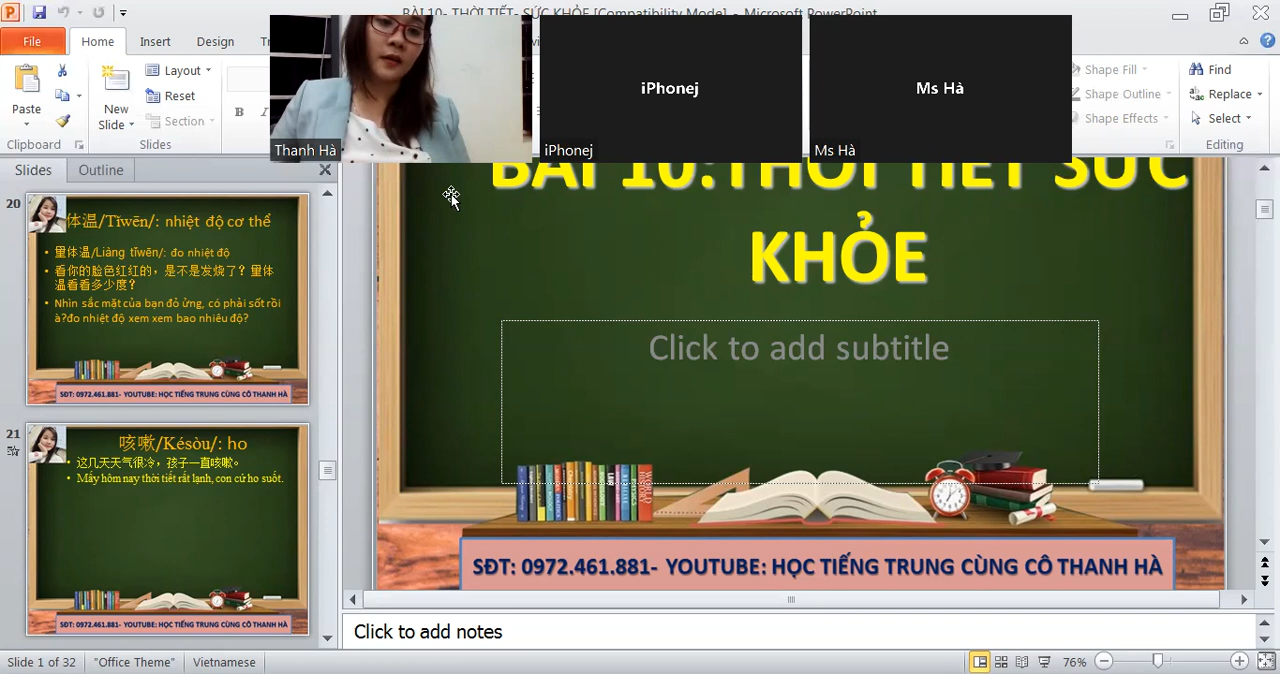 BÀI 10- THỜI TIẾT- SỨC KHỎE [Compatibility Mode] - Microsoft PowerPoint
File
Home
Insert
Design
Paste
Clipboard
New
Slide
Layout
Reset
Section
Slides
B
I
Thanh Hà
iPhonej
iPhonej
Ms Hà
Ms Hà
Shape Fill
Shape Outline
Shape Effects
Find
Replace
Select
Editing
Slides
Outline
20
体温/Tǐwēn/: nhiệt độ cơ thể
• 量体温/Liàng tǐwēn/: đo nhiệt độ
• 看你的脸色红红的，是不是发烧了？量体
温看看多少度？
• Nhìn sắc mặt của bạn đỏ ửng, có phải sốt rồi
à?đo nhiệt độ xem xem bao nhiêu độ?
SĐT: 0972.461.881- YOUTUBE: HỌC TIẾNG TRUNG CÙNG CÔ THANH HÀ
21
咳嗽/Késòu/: ho
• 这几天天气很冷，孩子一直咳嗽。
• Mấy hôm nay thời tiết rất lạnh, con cứ ho suốt.
SĐT: 0972.461.881- YOUTUBE: HỌC TIẾNG TRUNG CÙNG CÔ THANH HÀ
BÀI 10:THỜI TIẾT SỨC
KHỎE
Click to add subtitle
WORLD HISTORY
SĐT: 0972.461.881- YOUTUBE: HỌC TIẾNG TRUNG CÙNG CÔ THANH HÀ
Click to add notes
Slide 1 of 32
"Office Theme"
Vietnamese
76%